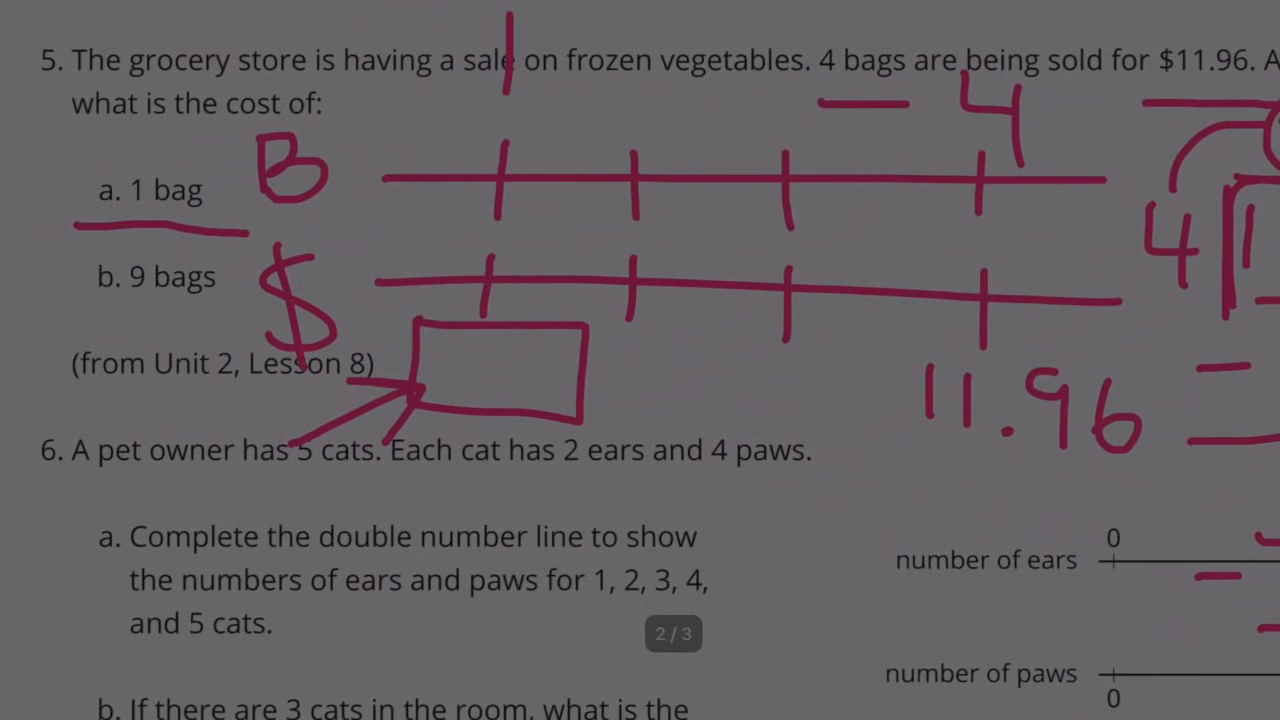 5. The grocery store is having a sale on frozen vegetables. 4 bags are being sold for $11.96. A
what is the cost of:
1
4
B
a. 1 bag
4 1
b. 9 bags
$
(from Unit 2, Lesson 8)
11.96
6. A pet owner has 5 cats. Each cat has 2 ears and 4 paws.
a. Complete the double number line to show
the numbers of ears and paws for 1, 2, 3, 4,
and 5 cats.
0
number of ears
2 / 3
number of paws
0
b. If there are 3 cats in the room, what is the